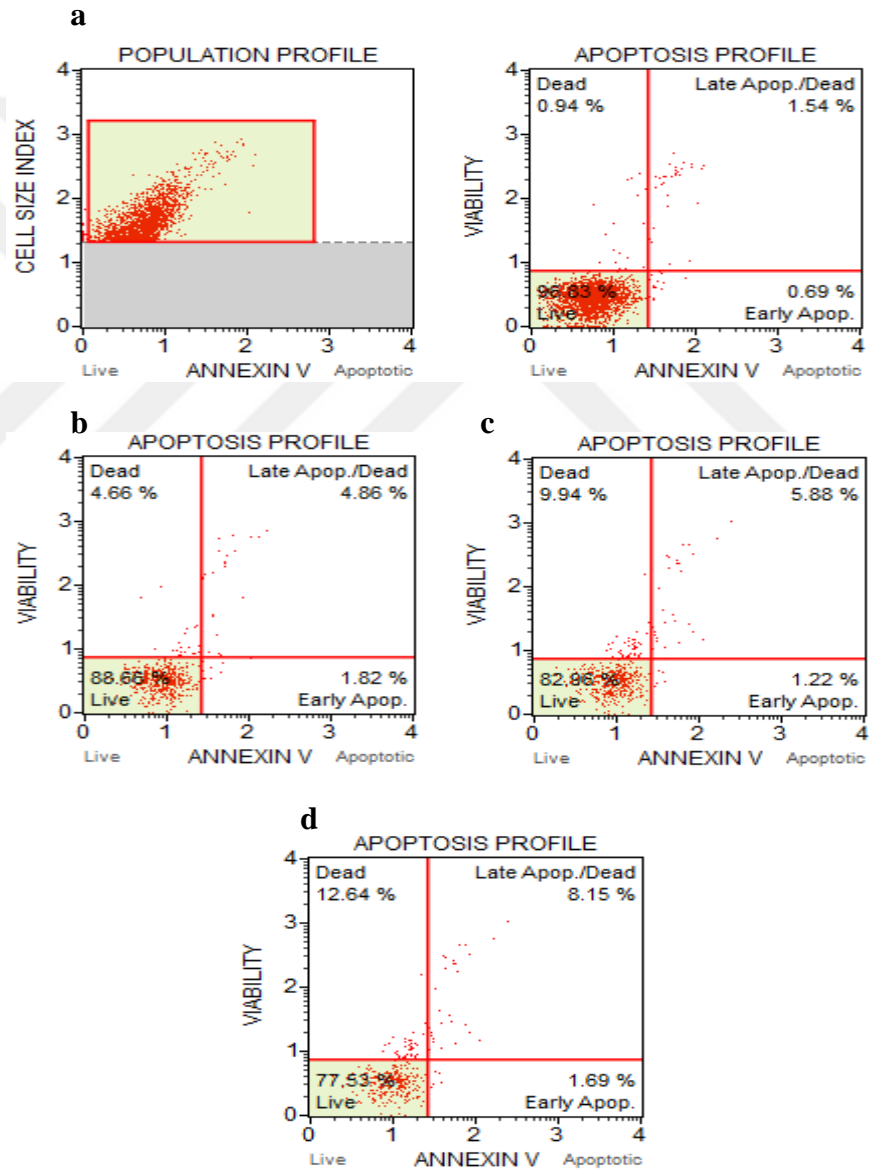 a
POPULATION PROFILE
CELL SIZE INDEX
4
3
2
1
0
0 1 2 3 4
Live ANNEXIN V Apoptotic
APOPTOSIS PROFILE
VIABILITY
4
3
2
1
0
Dead Late Apop./Dead
0.94 % 1.54 %
96.83 % 0.69 %
Live Early Apop.
0 1 2 3 4
Live ANNEXIN V Apoptotic
b
APOPTOSIS PROFILE
VIABILITY
4
3
2
1
0
Dead Late Apop./Dead
4.66 % 4.86 %
88.66 % 1.82 %
Live Early Apop.
0 1 2 3 4
Live ANNEXIN V Apoptotic
c
APOPTOSIS PROFILE
VIABILITY
4
3
2
1
0
Dead Late Apop./Dead
9.94 % 5.88 %
82.96 % 1.22 %
Live Early Apop.
0 1 2 3 4
Live ANNEXIN V Apoptotic
d
APOPTOSIS PROFILE
VIABILITY
4
3
2
1
0
Dead Late Apop./Dead
12.64 % 8.15 %
77.53 % 1.69 %
Live Early Apop.
0 1 2 3 4
Live ANNEXIN V Apoptotic